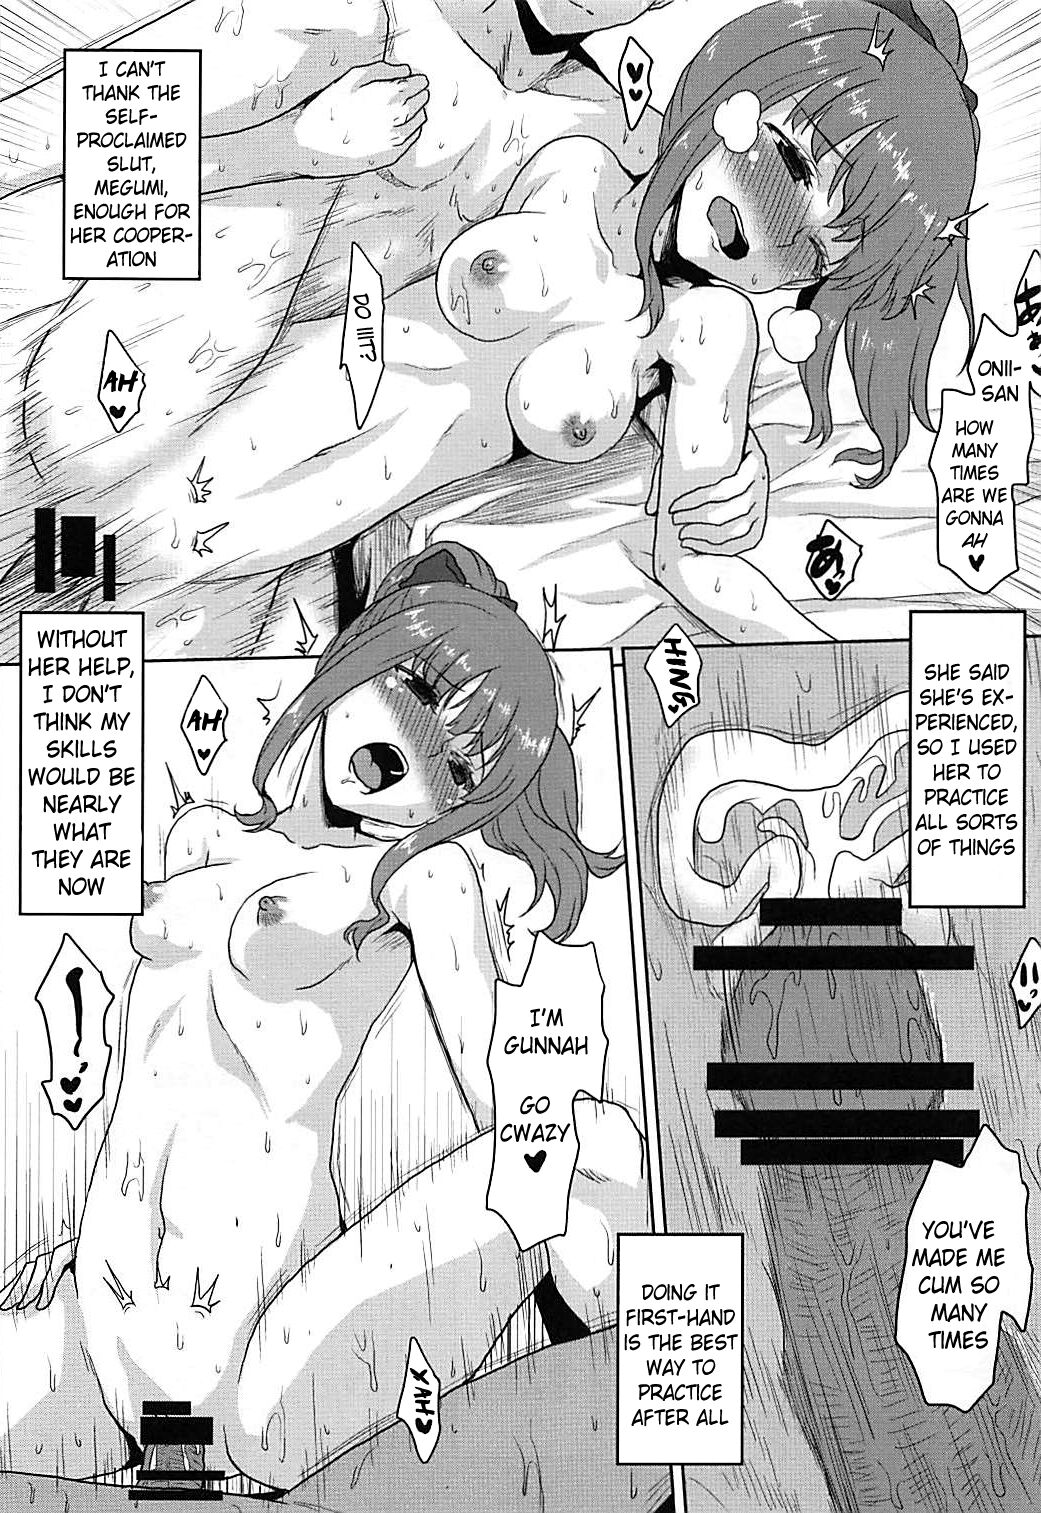 I CAN'T
THANK THE
SELF-
PROCLAIMED
SLUT,
MEGUMI,
ENOUGH FOR
HER COOPER-
ATION
DO IIIT?
AH
ONII-
SAN
HOW
MANY
TIMES
ARE WE
GONNA
AH
あっ
WITHOUT
HER HELP,
I DON'T
THINK MY
SKILLS
WOULD BE
NEARLY
WHAT
THEY ARE
NOW
AH
HING
SHE SAID
SHE'S EX-
PERIENCED,
SO I USED
HER TO
PRACTICE
ALL SORTS
OF THINGS
I'M
GUNNAH
GO
CWAZY
YOU'VE
MADE ME
CUM SO
MANY
TIMES
DOING IT
FIRST-HAND
IS THE BEST
WAY TO
PRACTICE
AFTER ALL